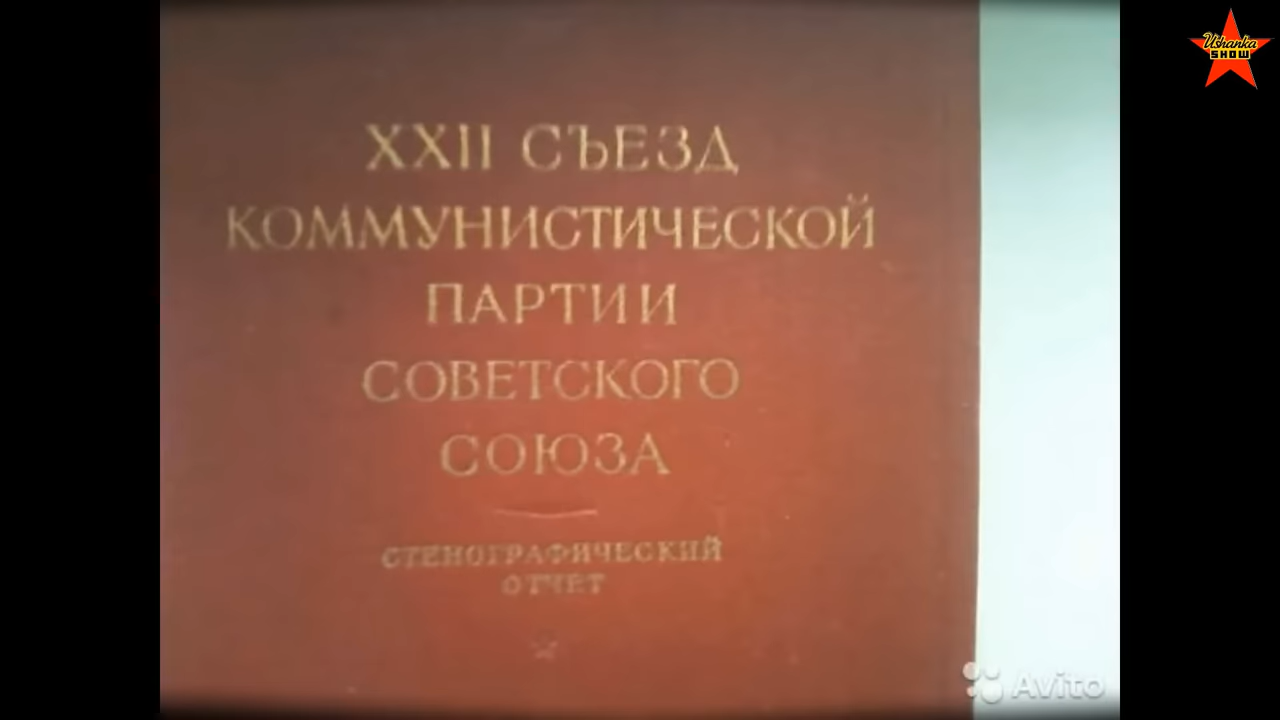 XXII СЪЕЗД
КОММУНИСТИЧЕСКОЙ
ПАРТИИ
СОВЕТСКОГО
СОЮЗА
СТЕНОГРАФИЧЕСКИЙ
ОТЧЕТ
Ushanka
SHOW
Avito